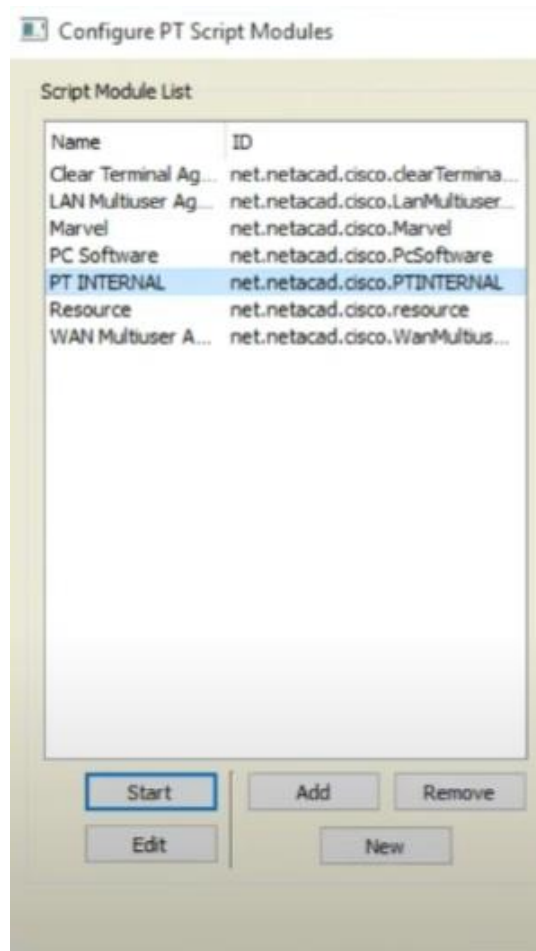 Configure PT Script Modules
Script Module List
Name ID
Clear Terminal Ag... net.netacad.cisco.clearTermina...
LAN Multiuser Ag... net.netacad.cisco.LanMultiuser...
Marvel net.netacad.cisco.Marvel
PC Software net.netacad.cisco.PcSoftware
PT INTERNAL net.netacad.cisco.PTINTERNAL
Resource net.netacad.cisco.resource
WAN Multiuser A... net.netacad.cisco.WanMultius...
Start Add Remove
Edit New